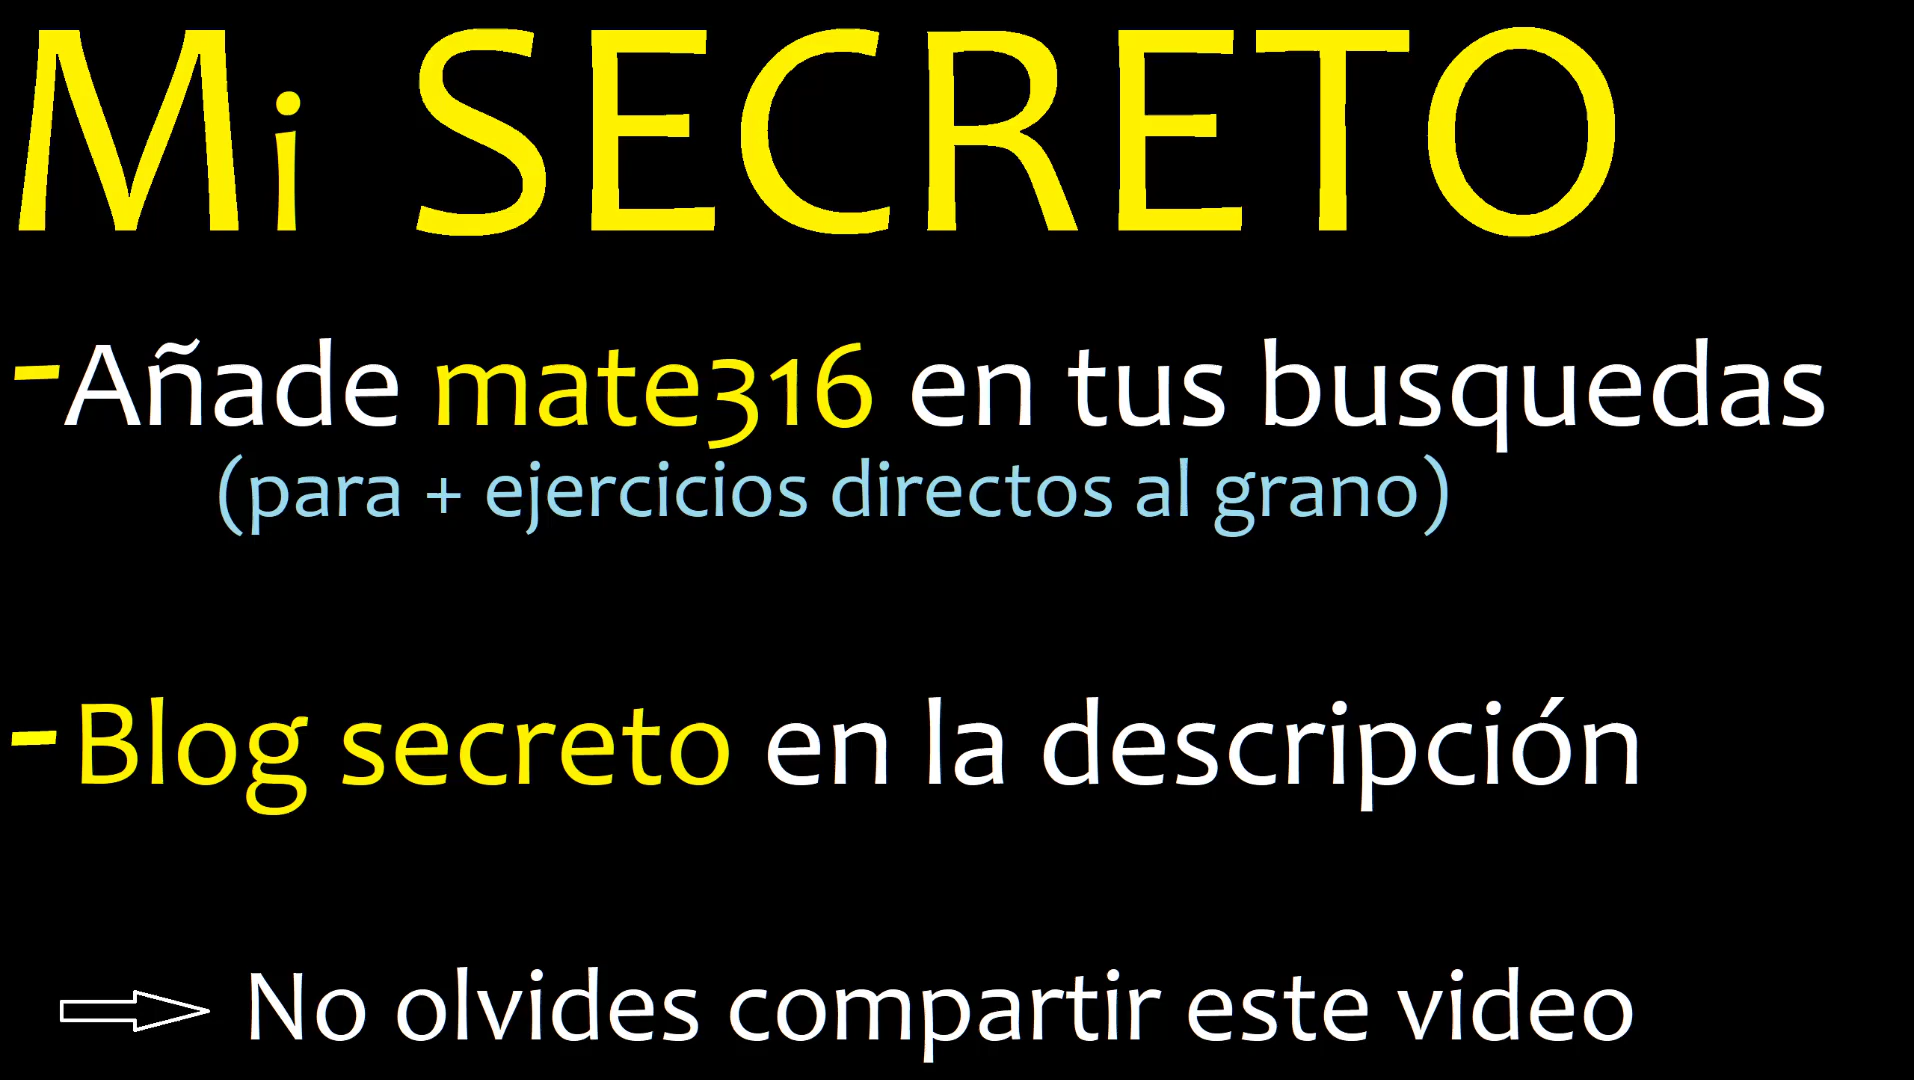 Mi SECRETO
-Añade mate316 en tus busquedas
(para + ejercicios directos al grano)
-Blog secreto en la descripción
No olvides compartir este video